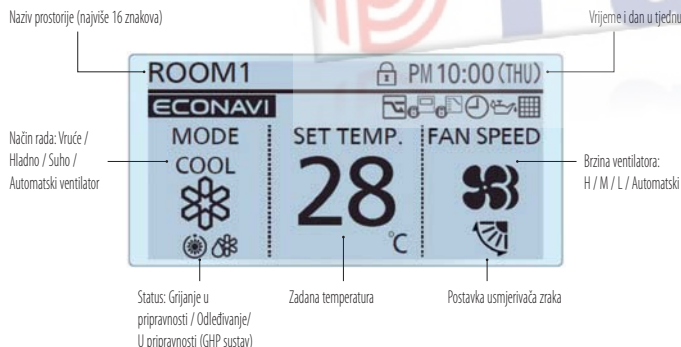 Naziv prostorije (najviše 16 znakova)
Vrijeme i dan u tjednu
ROOM1 PM 10:00 (THU)
ECONAVI
MODE SET TEMP. FAN SPEED
Način rada: Vruće /
Hladno / Suho /
Automatski ventilator
COOL
28 °C
Brzina ventilatora:
H / M / L / Automatski
Status: Grijanje u
pripravnosti / Odleđivanje/
U pripravnosti (GHP sustav)
Zadana temperatura
Postavka usmjerivača zraka